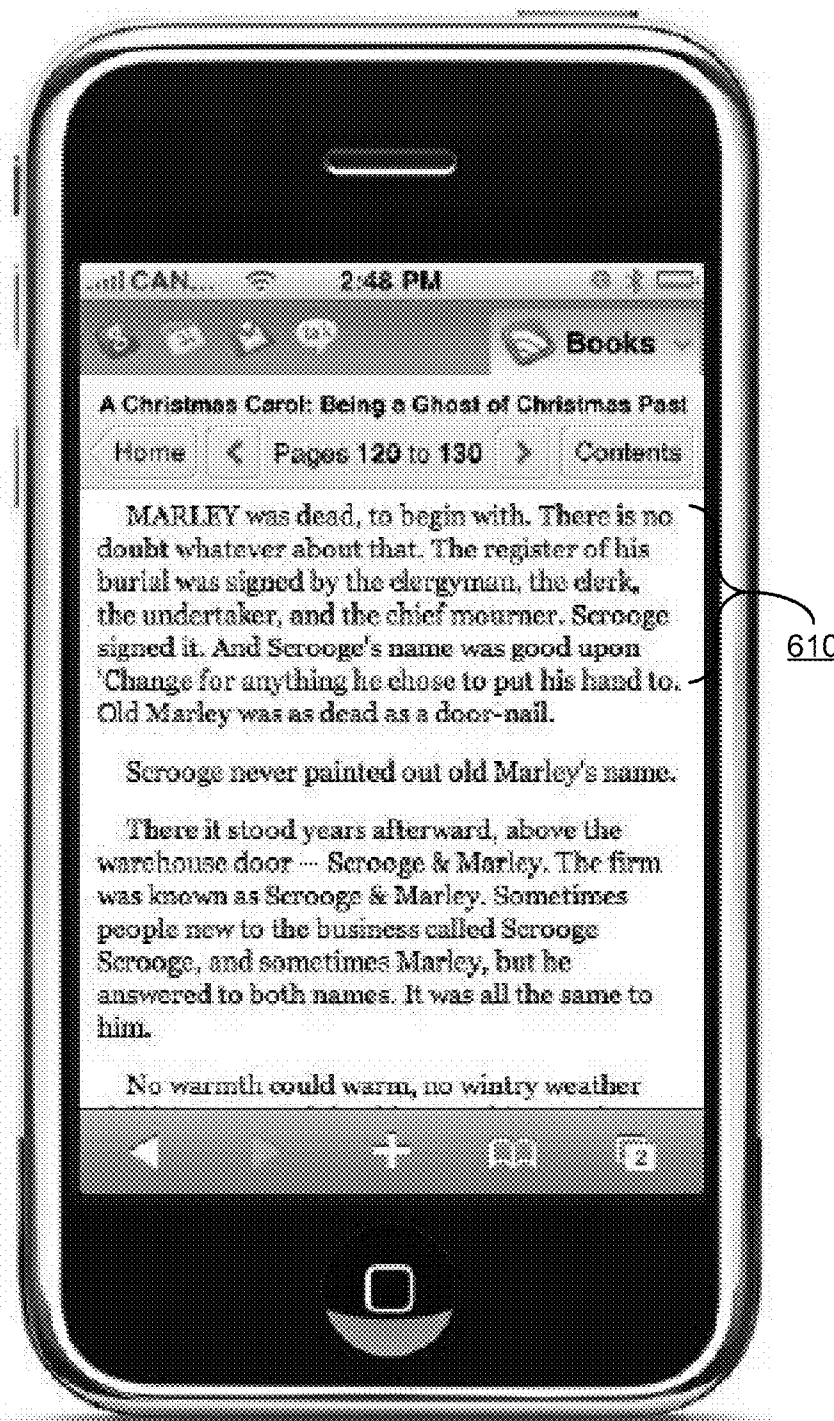 CAN... 2:48 PM
Books
A Christmas Carol: Being a Ghost of Christmas Past
Home < Pages 120 to 130 > Contents
MARLEY was dead, to begin with. There is no
doubt whatever about that. The register of his
burial was signed by the clergyman, the clerk,
the undertaker, and the chief mourner. Scrooge
signed it. And Scrooge's name was good upon
'Change for anything he chose to put his hand to.
Old Marley was as dead as a door-nail.
610
Scrooge never painted out old Marley's name.
There it stood years afterward, above the
warehouse door --- Scrooge & Marley. The firm
was known as Scrooge & Marley. Sometimes
people new to the business called Scrooge
Scrooge, and sometimes Marley, but he
answered to both names. It was all the same to
him.
No warmth could warm, no wintry weather
2